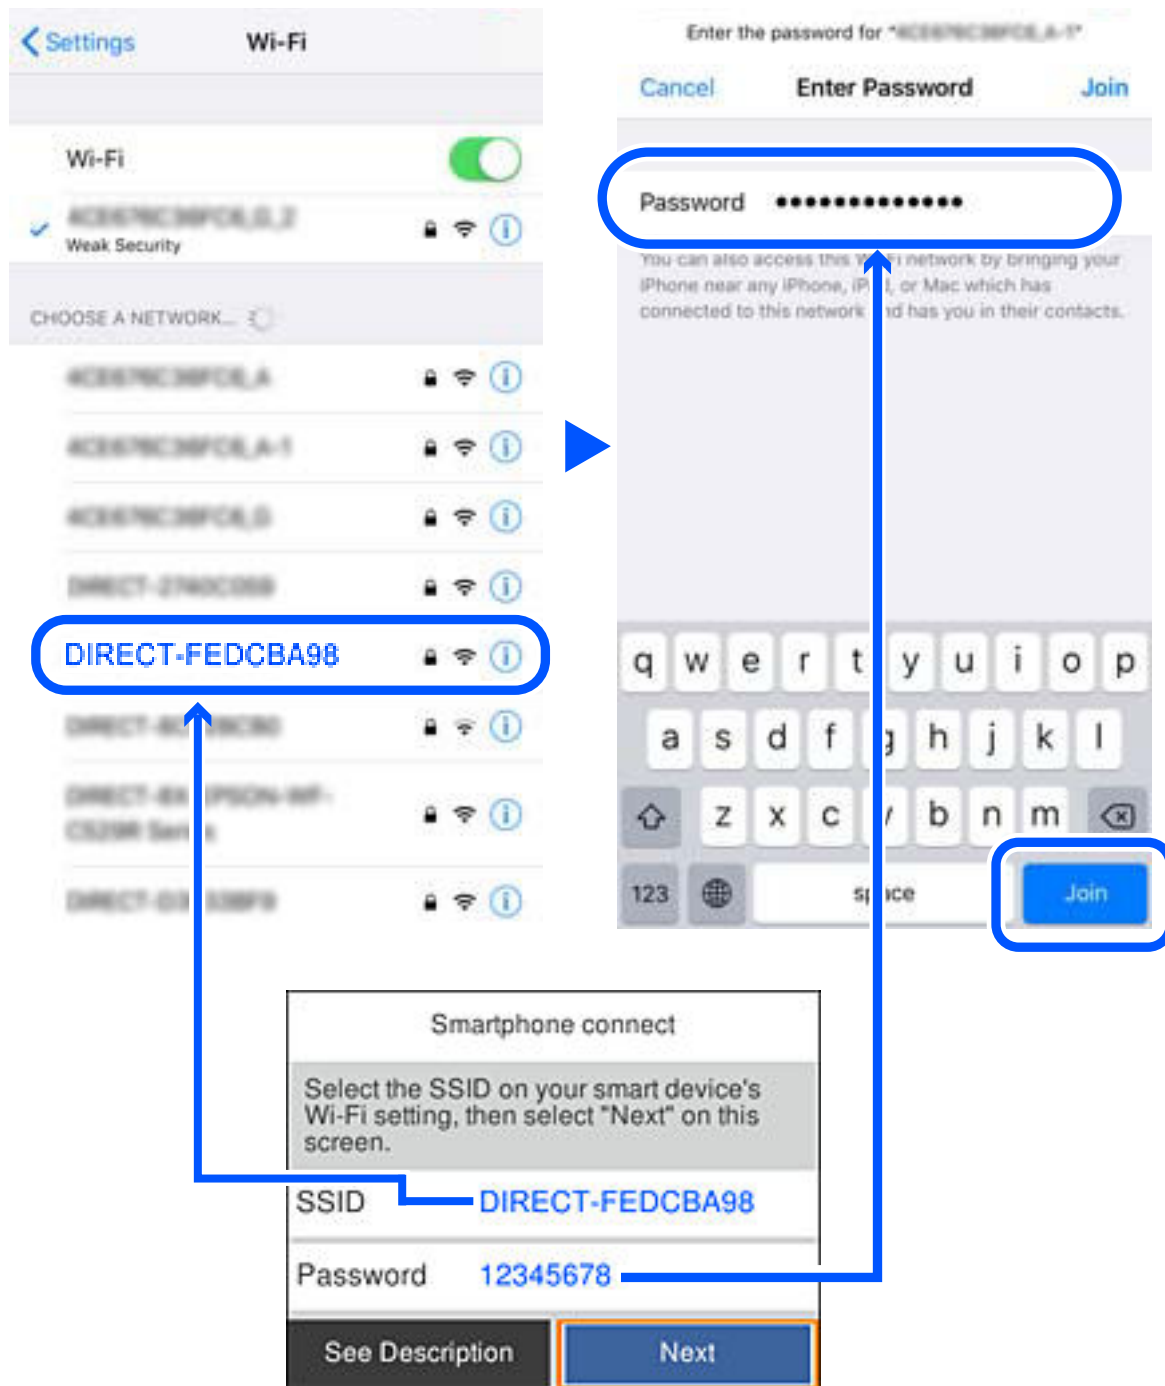 Settings
Wi-Fi
Wi-Fi
Weak Security
CHOOSE A NETWORK...
DIRECT-FEDCBA98
Enter the password for "
Cancel
Enter Password
Join
Password ●●●●●●●●●●●●●
You can also access this Wi-Fi network by bringing your
iPhone near any iPhone, iPad, or Mac which has
connected to this network and has you in their contacts.
q w e r t y u i o p
a s d f g h j k l
z x c v b n m
123
space
Join
Smartphone connect
Select the SSID on your smart device's
Wi-Fi setting, then select "Next" on this
screen.
SSID DIRECT-FEDCBA98
Password 12345678
See Description
Next